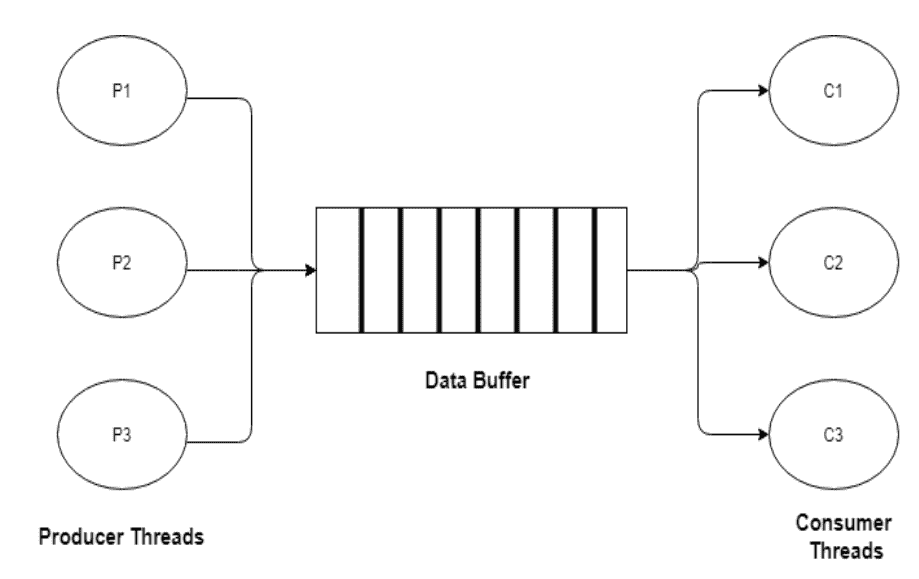 P1
C1
P2
C2
Data Buffer
P3
C3
Producer Threads
Consumer
Threads